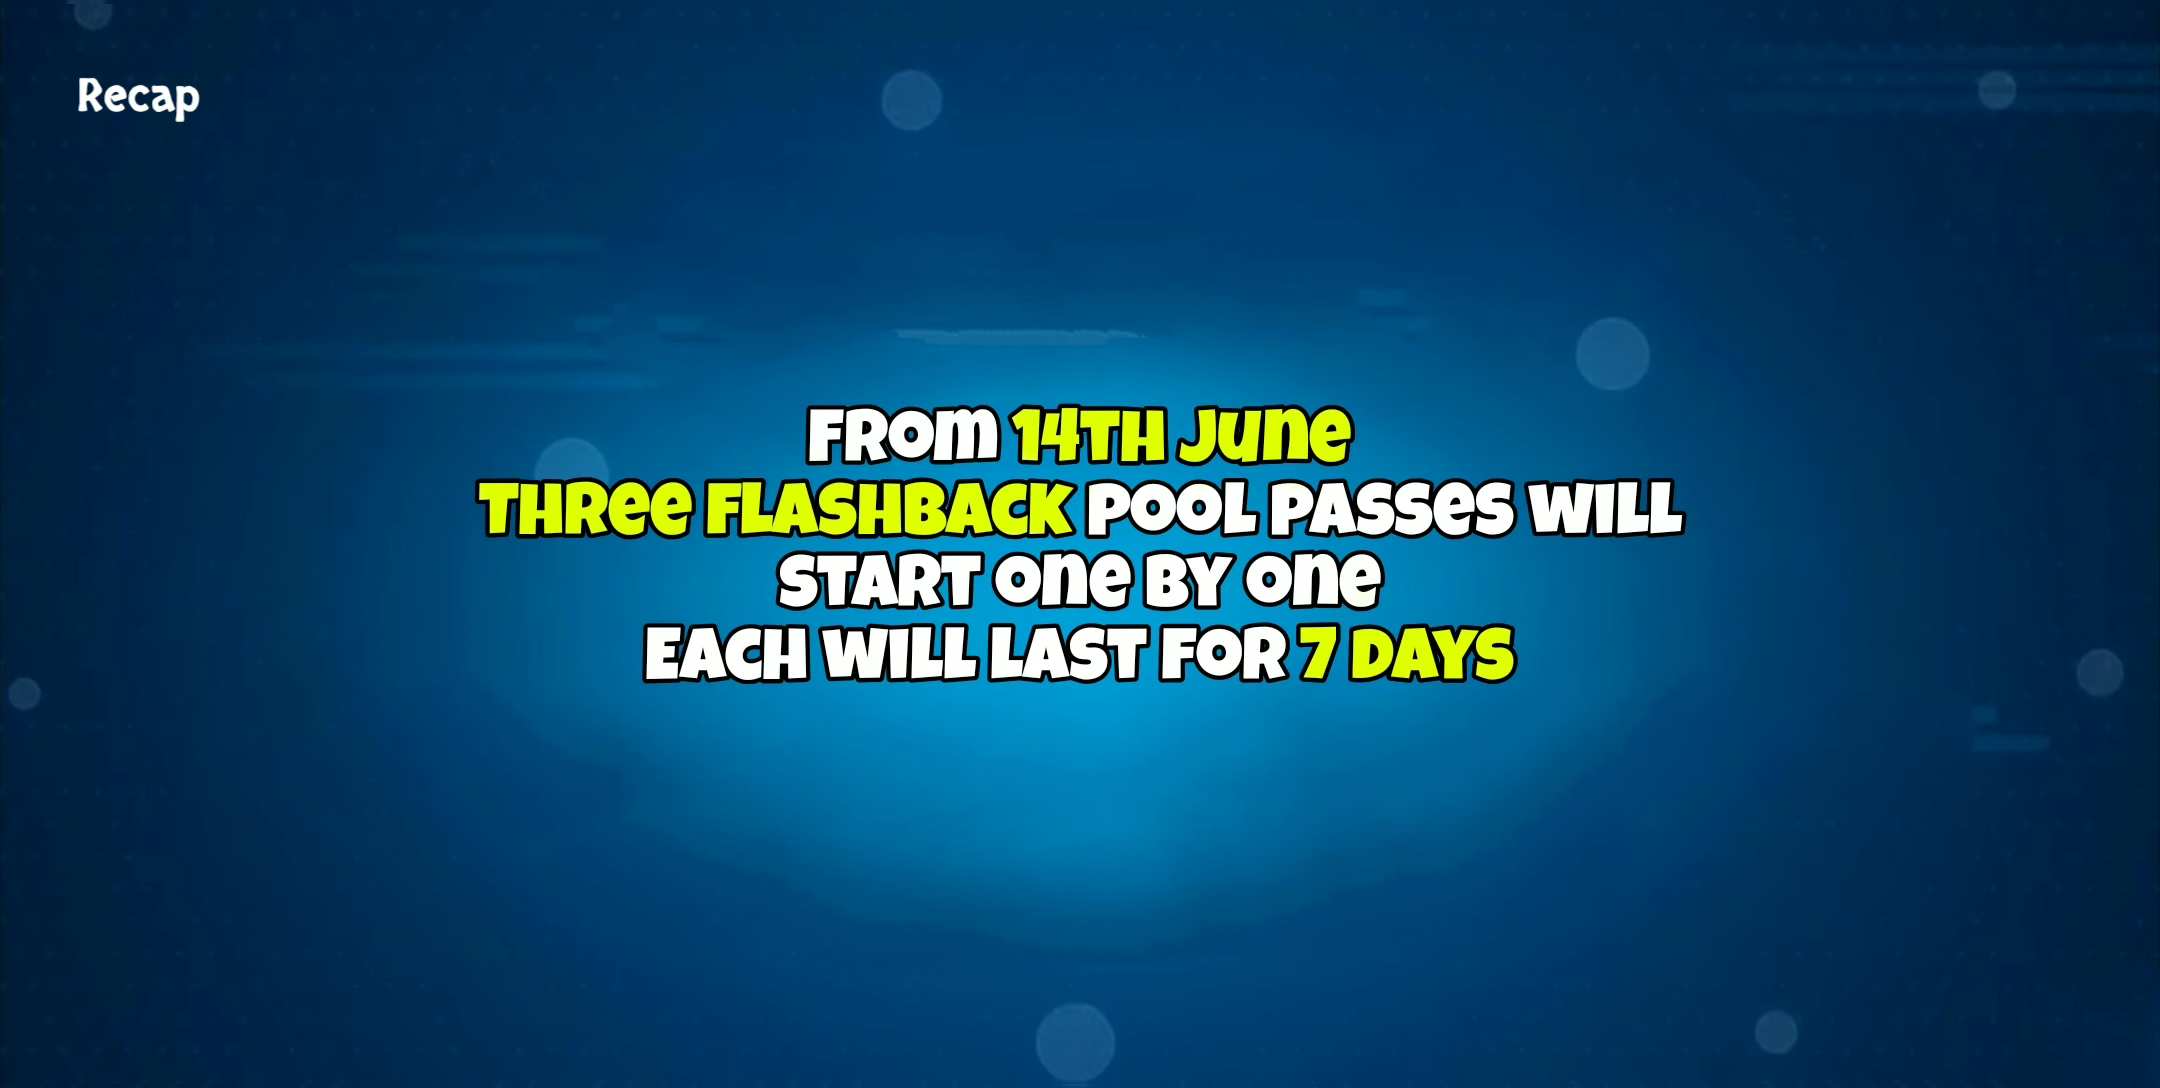 Recap
From 14th June
Three Flashback Pool Passes will
start one by one
Each will last for 7 Days